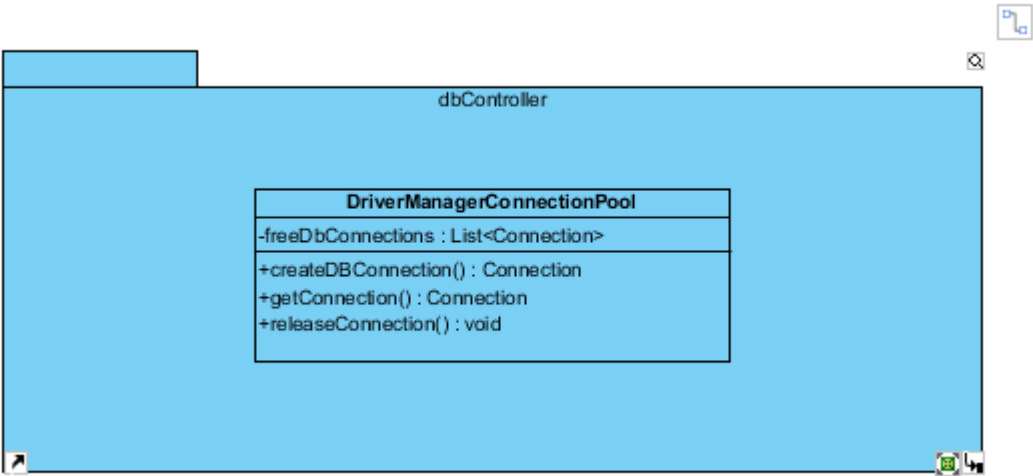 dbController
DriverManagerConnectionPool
-freeDbConnections : List<Connection>
+createDBConnection() : Connection
+getConnection() : Connection
+releaseConnection() : void